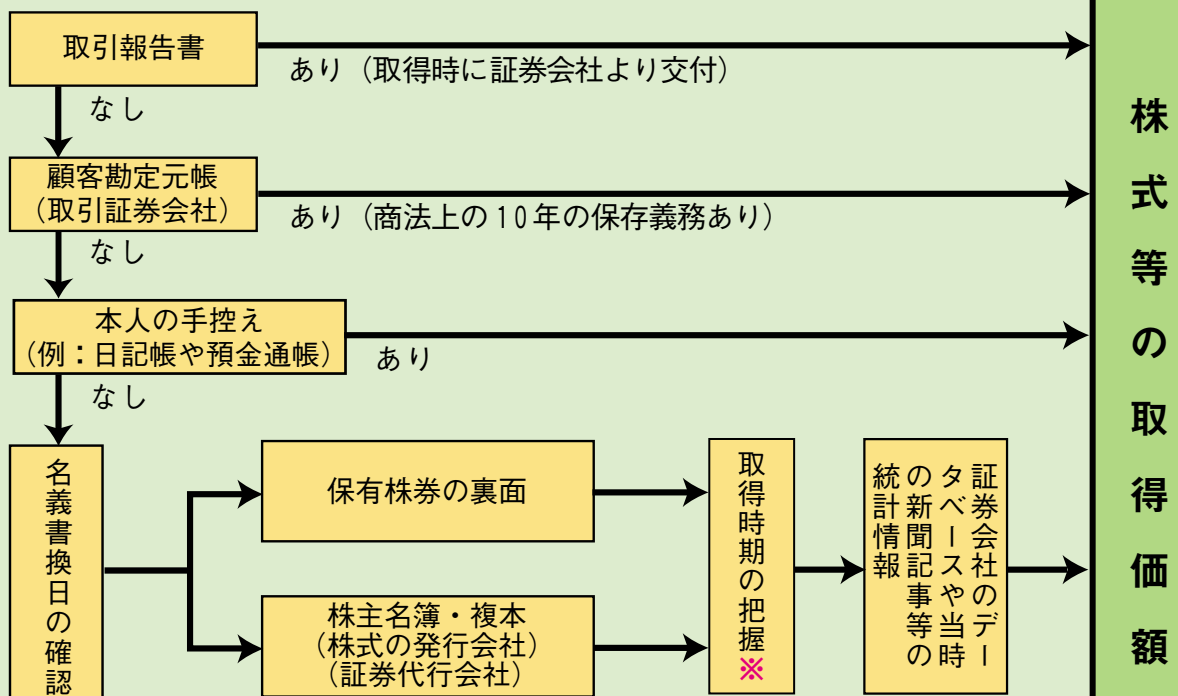 取引報告書
あり（取得時に証券会社より交付）
なし
顧客勘定元帳
（取引証券会社）
あり（商法上の10年の保存義務あり）
なし
本人の手控え
（例：日記帳や預金通帳）
あり
なし
名義書換日の確認
保有株券の裏面
株主名簿・複本
（株式の発行会社）
（証券代行会社）
取得時期の把握※
証券会社のデー
タベースや当時
の新聞記事等の
統計情報
株式等の取得価額